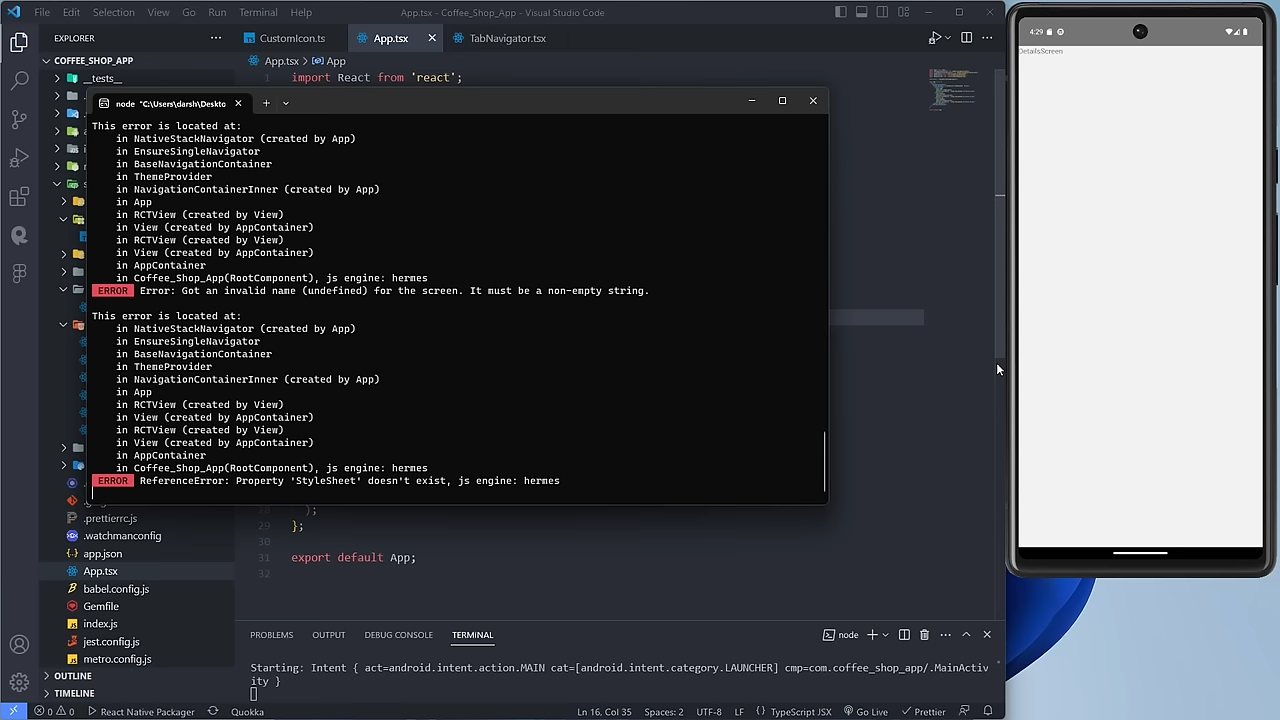 File Edit Selection View Go Run Terminal Help
App.tsx - Coffee_Shop_App - Visual Studio Code
EXPLORER
CustomIcon.ts
App.tsx
TabNavigator.tsx
COFFEE_SHOP_APP
App.tsx > App
__tests__
1 import React from 'react';
This error is located at:
in NativeStackNavigator (created by App)
in EnsureSingleNavigator
in BaseNavigationContainer
in ThemeProvider
in NavigationContainerInner (created by App)
in App
in RCTView (created by View)
in View (created by AppContainer)
in RCTView (created by View)
in View (created by AppContainer)
in AppContainer
in Coffee_Shop_App(RootComponent), js engine: hermes
ERROR Error: Got an invalid name (undefined) for the screen. It must be a non-empty string.
This error is located at:
in NativeStackNavigator (created by App)
in EnsureSingleNavigator
in BaseNavigationContainer
in ThemeProvider
in NavigationContainerInner (created by App)
in App
in RCTView (created by View)
in View (created by AppContainer)
in RCTView (created by View)
in View (created by AppContainer)
in AppContainer
in Coffee_Shop_App(RootComponent), js engine: hermes
ERROR ReferenceError: Property 'StyleSheet' doesn't exist, js engine: hermes
28 );
29 };
30
31 export default App;
32
.prettierrc.js
.watchmanconfig
app.json
App.tsx
babel.config.js
Gemfile
index.js
jest.config.js
metro.config.js
OUTLINE
TIMELINE
PROBLEMS OUTPUT DEBUG CONSOLE TERMINAL
node
Starting: Intent { act=android.intent.action.MAIN cat=[android.intent.category.LAUNCHER] cmp=com.coffee_shop_app/.MainActiv
ity }
0 0 React Native Packager Quokka
Ln 16, Col 35 Spaces: 2 UTF-8 LF {} TypeScript JSX Go Live Prettier
4:29
DetailsScreen